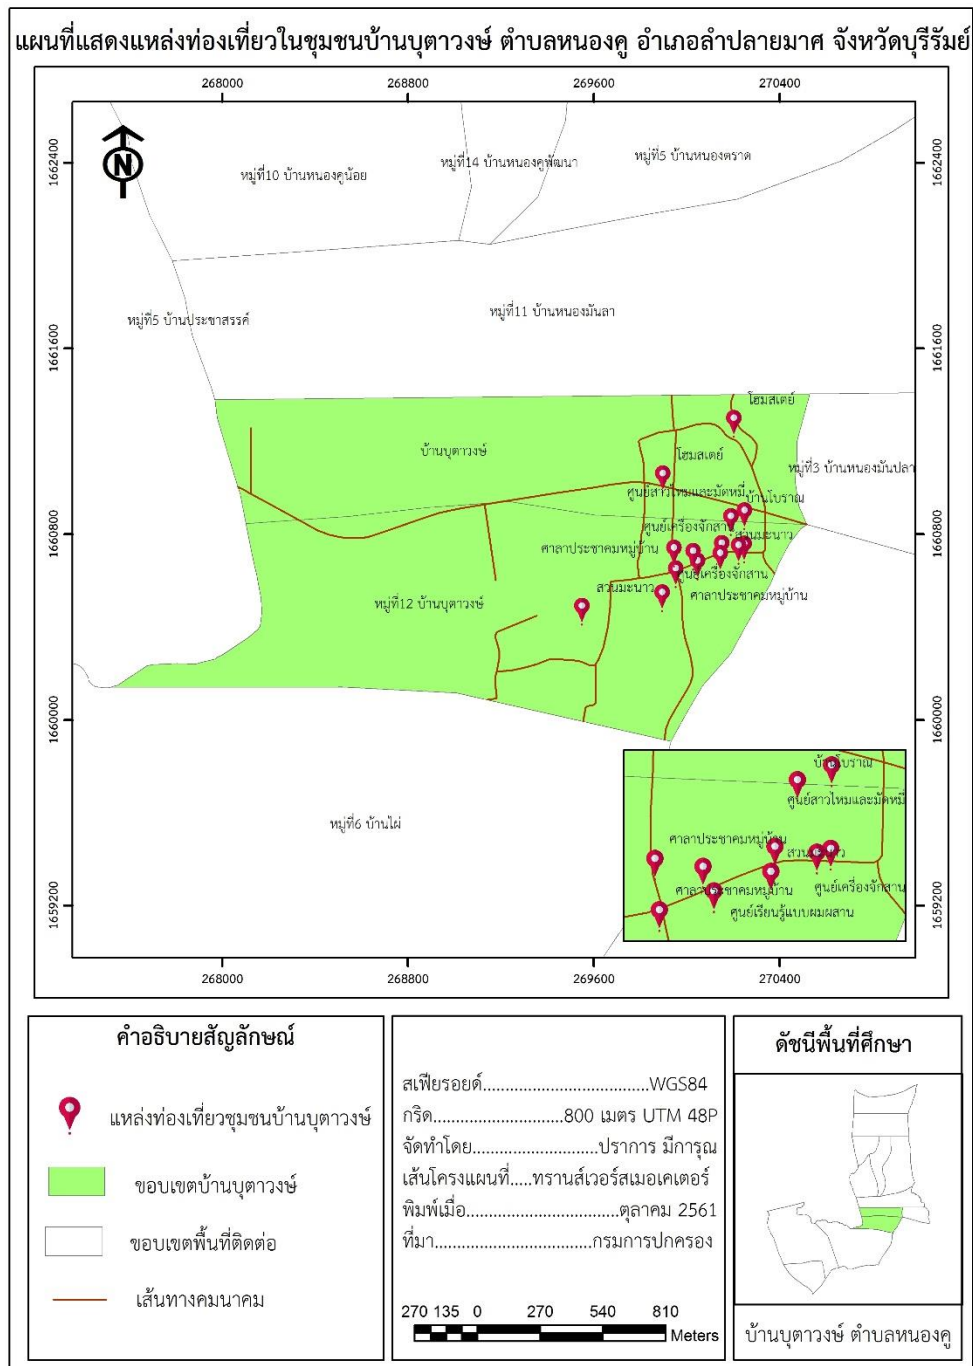 แผนที่แสดงแหล่งท่องเที่ยวในชุมชนบ้านบุตาวงษ์ ตำบลหนองคู อำเภอลำปลายมาศ จังหวัดบุรีรัมย์
268000 268800 269600 270400
1662400
1662400
N
หมู่ที่14 บ้านหนองคูพัฒนา
หมู่ที่5 บ้านหนองตราด
หมู่ที่10 บ้านหนองคูน้อย
หมู่ที่11 บ้านหนองมันลา
หมู่ที่5 บ้านประชาสรรค์
1661600
1661600
โฮมสเตย์
บ้านบุตาวงษ์
โฮมสเตย์
หมู่ที่3 บ้านหนองมันปลา
ศูนย์สาวไหมและมัดหมี่
บ้านโบราณ
1660800
1660800
ศูนย์เครื่องจักสาน
สวนมะนาว
ศาลาประชาคมหมู่บ้าน
ศูนย์เครื่องจักสาน
สวนมะนาว
ศาลาประชาคมหมู่บ้าน
หมู่ที่12 บ้านบุตาวงษ์
1660000
1660000
บ้านโบราณ
ศูนย์สาวไหมและมัดหมี่
หมู่ที่6 บ้านไผ่
ศาลาประชาคมหมู่บ้าน
สวนมะนาว
ศาลาประชาคมหมู่บ้าน
ศูนย์เครื่องจักสาน
ศูนย์เรียนรู้แบบผมผสาน
1659200
1659200
268000 268800 269600 270400
คำอธิบายสัญลักษณ์
แหล่งท่องเที่ยวชุมชนบ้านบุตาวงษ์
ขอบเขตบ้านบุตาวงษ์
ขอบเขตพื้นที่ติดต่อ
เส้นทางคมนาคม
สเฟียรอยด์..................................WGS84
กริด...........................800 เมตร UTM 48P
จัดทำโดย..........................ปราการ มีการุณ
เส้นโครงแผนที่.....ทรานส์เวอร์สเมอเคเตอร์
พิมพ์เมื่อ...............................ตุลาคม 2561
ที่มา.................................กรมการปกครอง
270 135 0 270 540 810
Meters
ดัชนีพื้นที่ศึกษา
บ้านบุตาวงษ์ ตำบลหนองคู